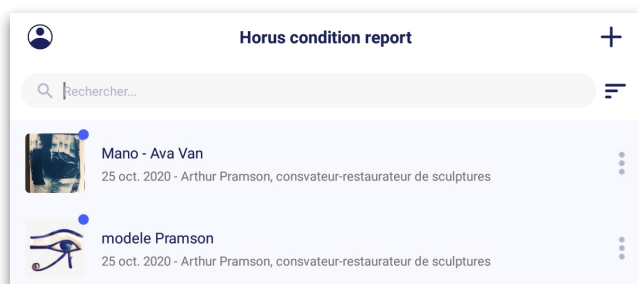 Horus condition report
Rechercher...
Mano - Ava Van
25 oct. 2020 - Arthur Pramson, consvateur-restaurateur de sculptures
modele Pramson
25 oct. 2020 - Arthur Pramson, consvateur-restaurateur de sculptures